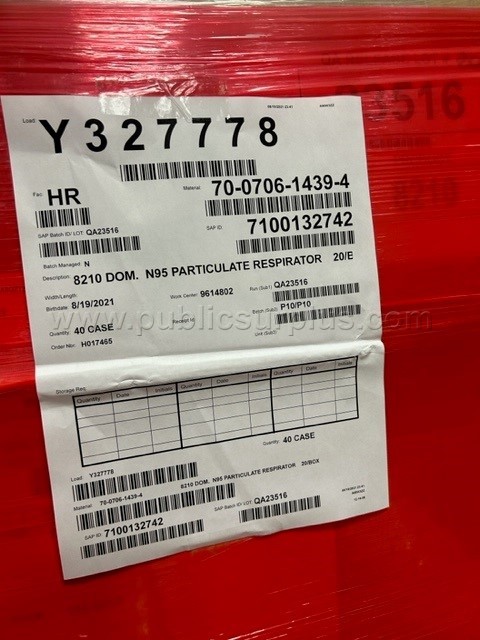 Load: Y327778
Fac: HR
Material: 70-0706-1439-4
SAP Batch ID/ LOT: QA23516
SAP ID: 7100132742
Batch Managed: N
Description: 8210 DOM. N95 PARTICULATE RESPIRATOR 20/E
Width/Length:
Birthdate: 8/19/2021
Work Center: 9614802
Run (Sub1): QA23516
Batch (Sub2): P10/P10
Quantity: 40 CASE
Receipt Id:
Order Nbr: H017465
www.publicsurplus.com
Storage Req:
Quantity Date Initials Quantity Date Initials Quantity Date Initials
Quantity: 40 CASE
Load: Y327778
Material: 70-0706-1439-4
8210 DOM. N95 PARTICULATE RESPIRATOR 20/BOX
SAP ID: 7100132742
SAP Batch ID/ LOT: QA23516